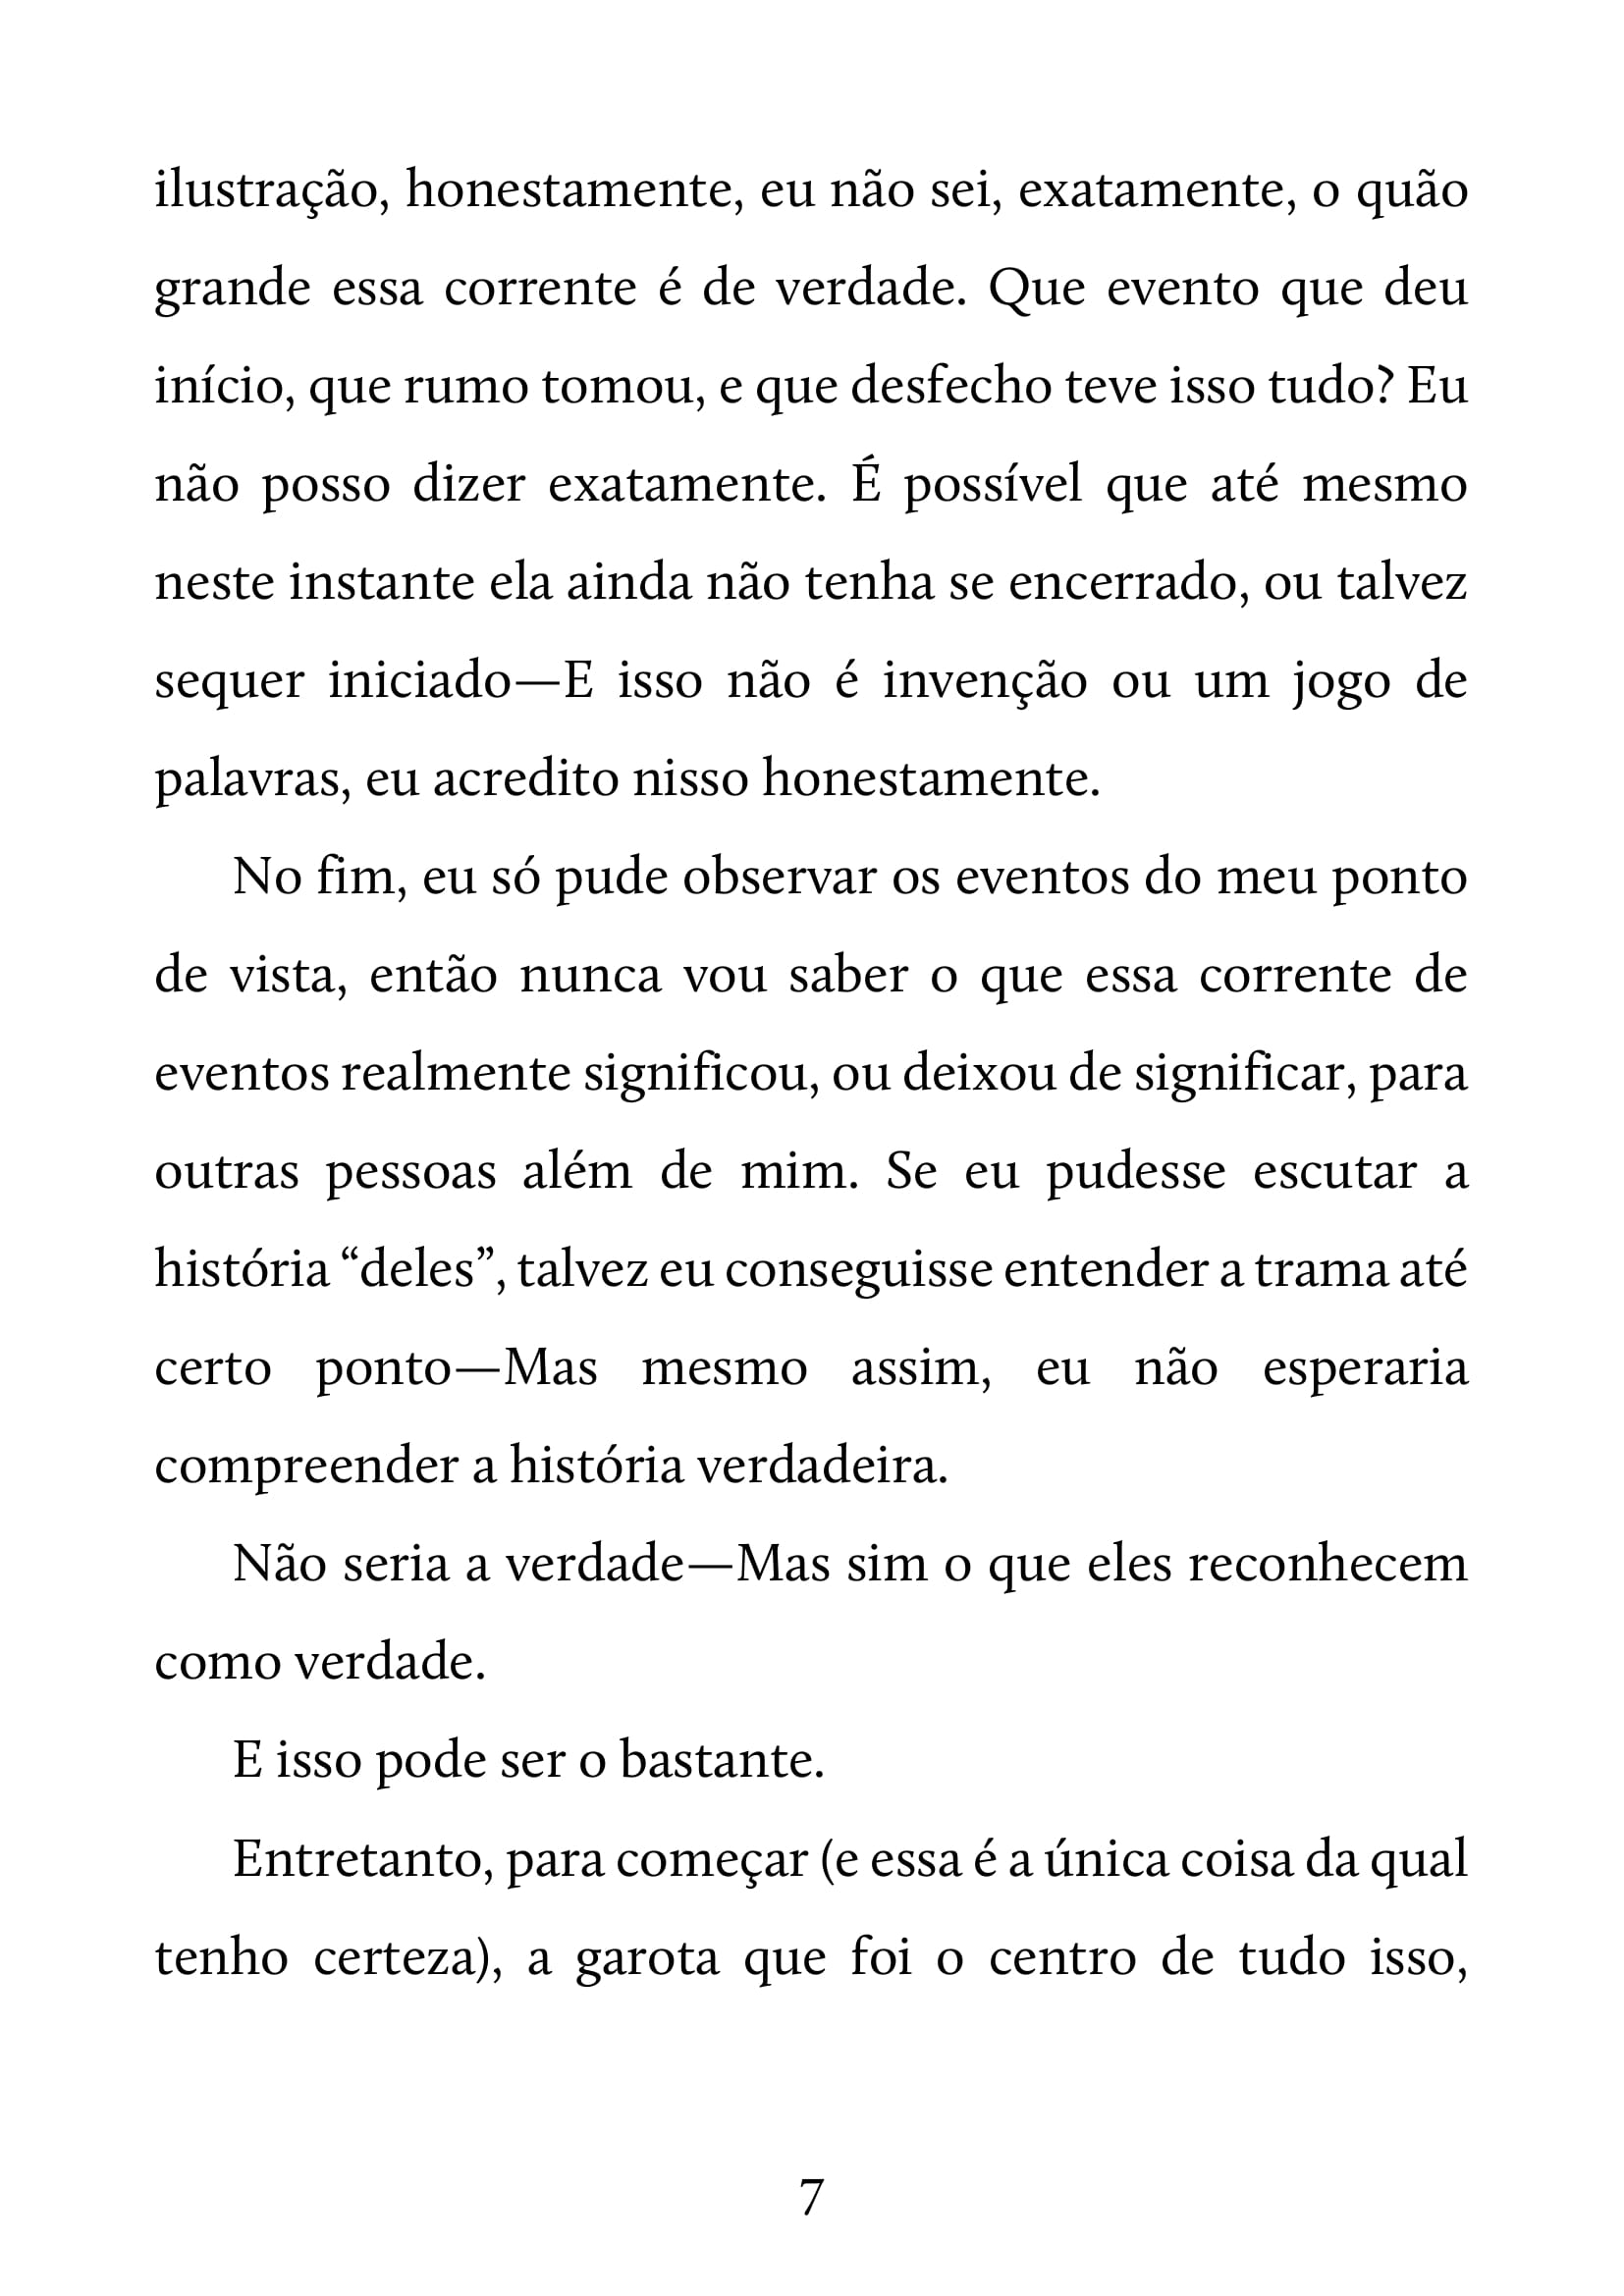 ilustração, honestamente, eu não sei, exatamente, o quão
grande essa corrente é de verdade. Que evento que deu
início, que rumo tomou, e que desfecho teve isso tudo? Eu
não posso dizer exatamente. É possível que até mesmo
neste instante ela ainda não tenha se encerrado, ou talvez
sequer iniciado—E isso não é invenção ou um jogo de
palavras, eu acredito nisso honestamente.
No fim, eu só pude observar os eventos do meu ponto
de vista, então nunca vou saber o que essa corrente de
eventos realmente significou, ou deixou de significar, para
outras pessoas além de mim. Se eu pudesse escutar a
história “deles”, talvez eu conseguisse entender a trama até
certo ponto—Mas mesmo assim, eu não esperaria
compreender a história verdadeira.
Não seria a verdade—Mas sim o que eles reconhecem
como verdade.
E isso pode ser o bastante.
Entretanto, para começar (e essa é a única coisa da qual
tenho certeza), a garota que foi o centro de tudo isso,
7